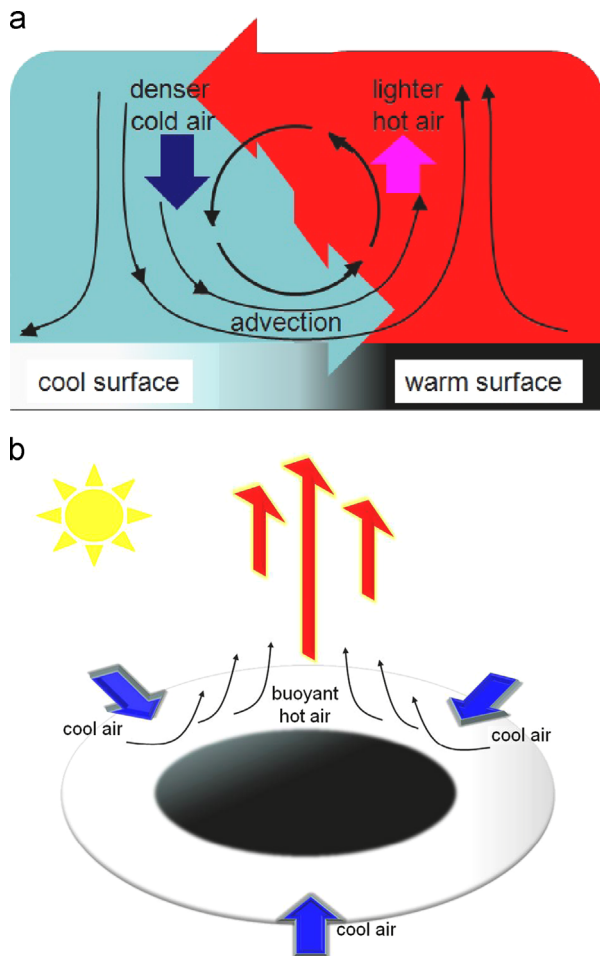 a
denser
cold air
lighter
hot air
advection
cool surface
warm surface
b
buoyant
hot air
cool air
cool air
cool air